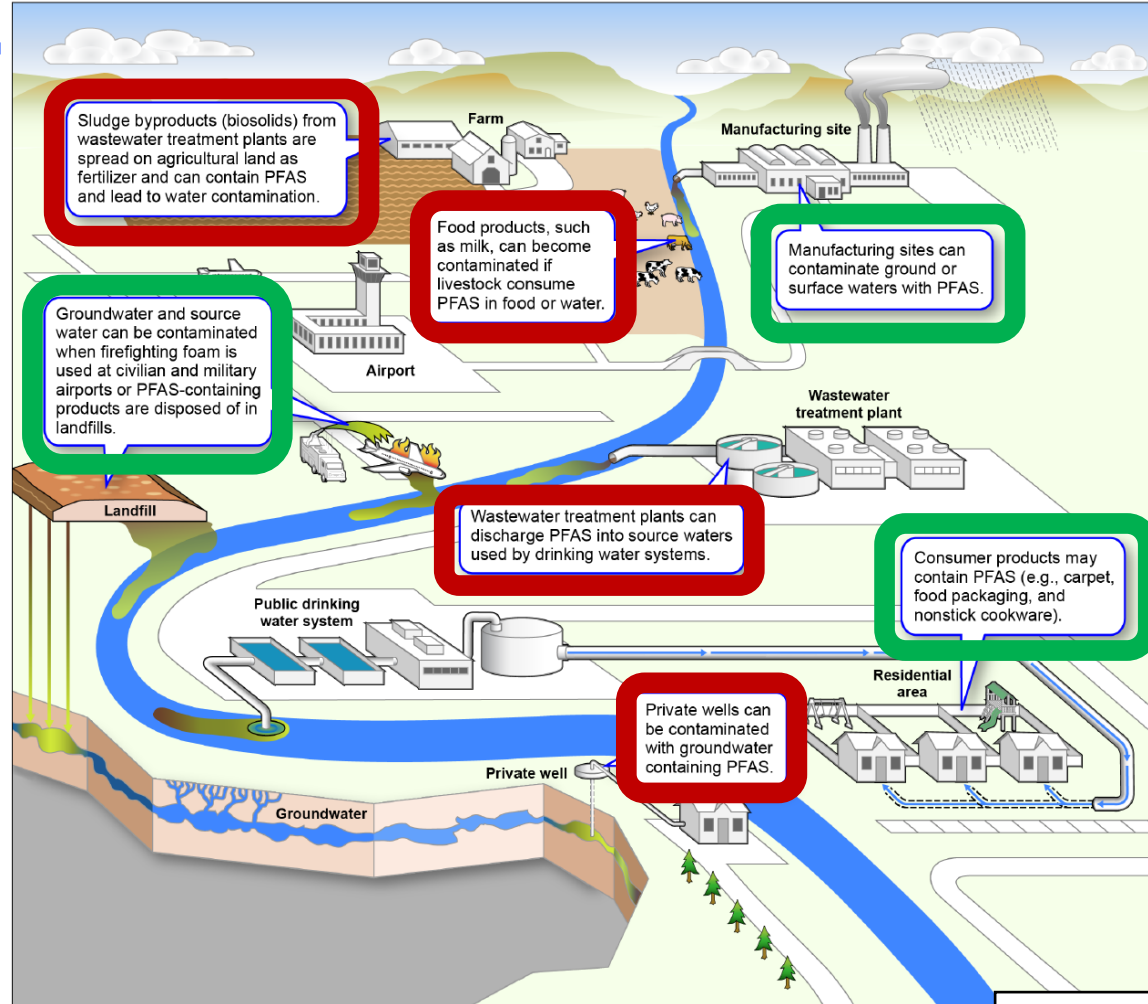 Sludge byproducts (biosolids) from
wastewater treatment plants are
spread on agricultural land as
fertilizer and can contain PFAS
and lead to water contamination.
Farm
Manufacturing site
Food products, such
as milk, can become
contaminated if
livestock consume
PFAS in food or water.
Manufacturing sites can
contaminate ground or
surface waters with PFAS.
Groundwater and source
water can be contaminated
when firefighting foam is
used at civilian and military
airports or PFAS-containing
products are disposed of in
landfills.
Airport
Wastewater
treatment plant
Landfill
Wastewater treatment plants can
discharge PFAS into source waters
used by drinking water systems.
Consumer products may
contain PFAS (e.g., carpet,
food packaging, and
nonstick cookware).
Public drinking
water system
Residential
area
Private wells can
be contaminated
with groundwater
containing PFAS.
Private well
Groundwater